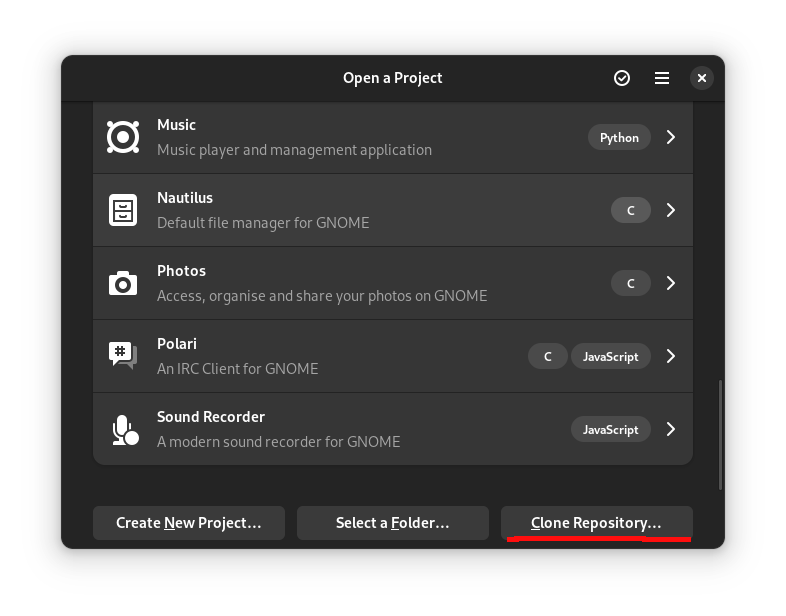 Open a Project
Music
Music player and management application
Python
Nautilus
Default file manager for GNOME
C
Photos
Access, organise and share your photos on GNOME
C
Polari
An IRC Client for GNOME
C
JavaScript
Sound Recorder
A modern sound recorder for GNOME
JavaScript
Create New Project...
Select a Folder...
Clone Repository...